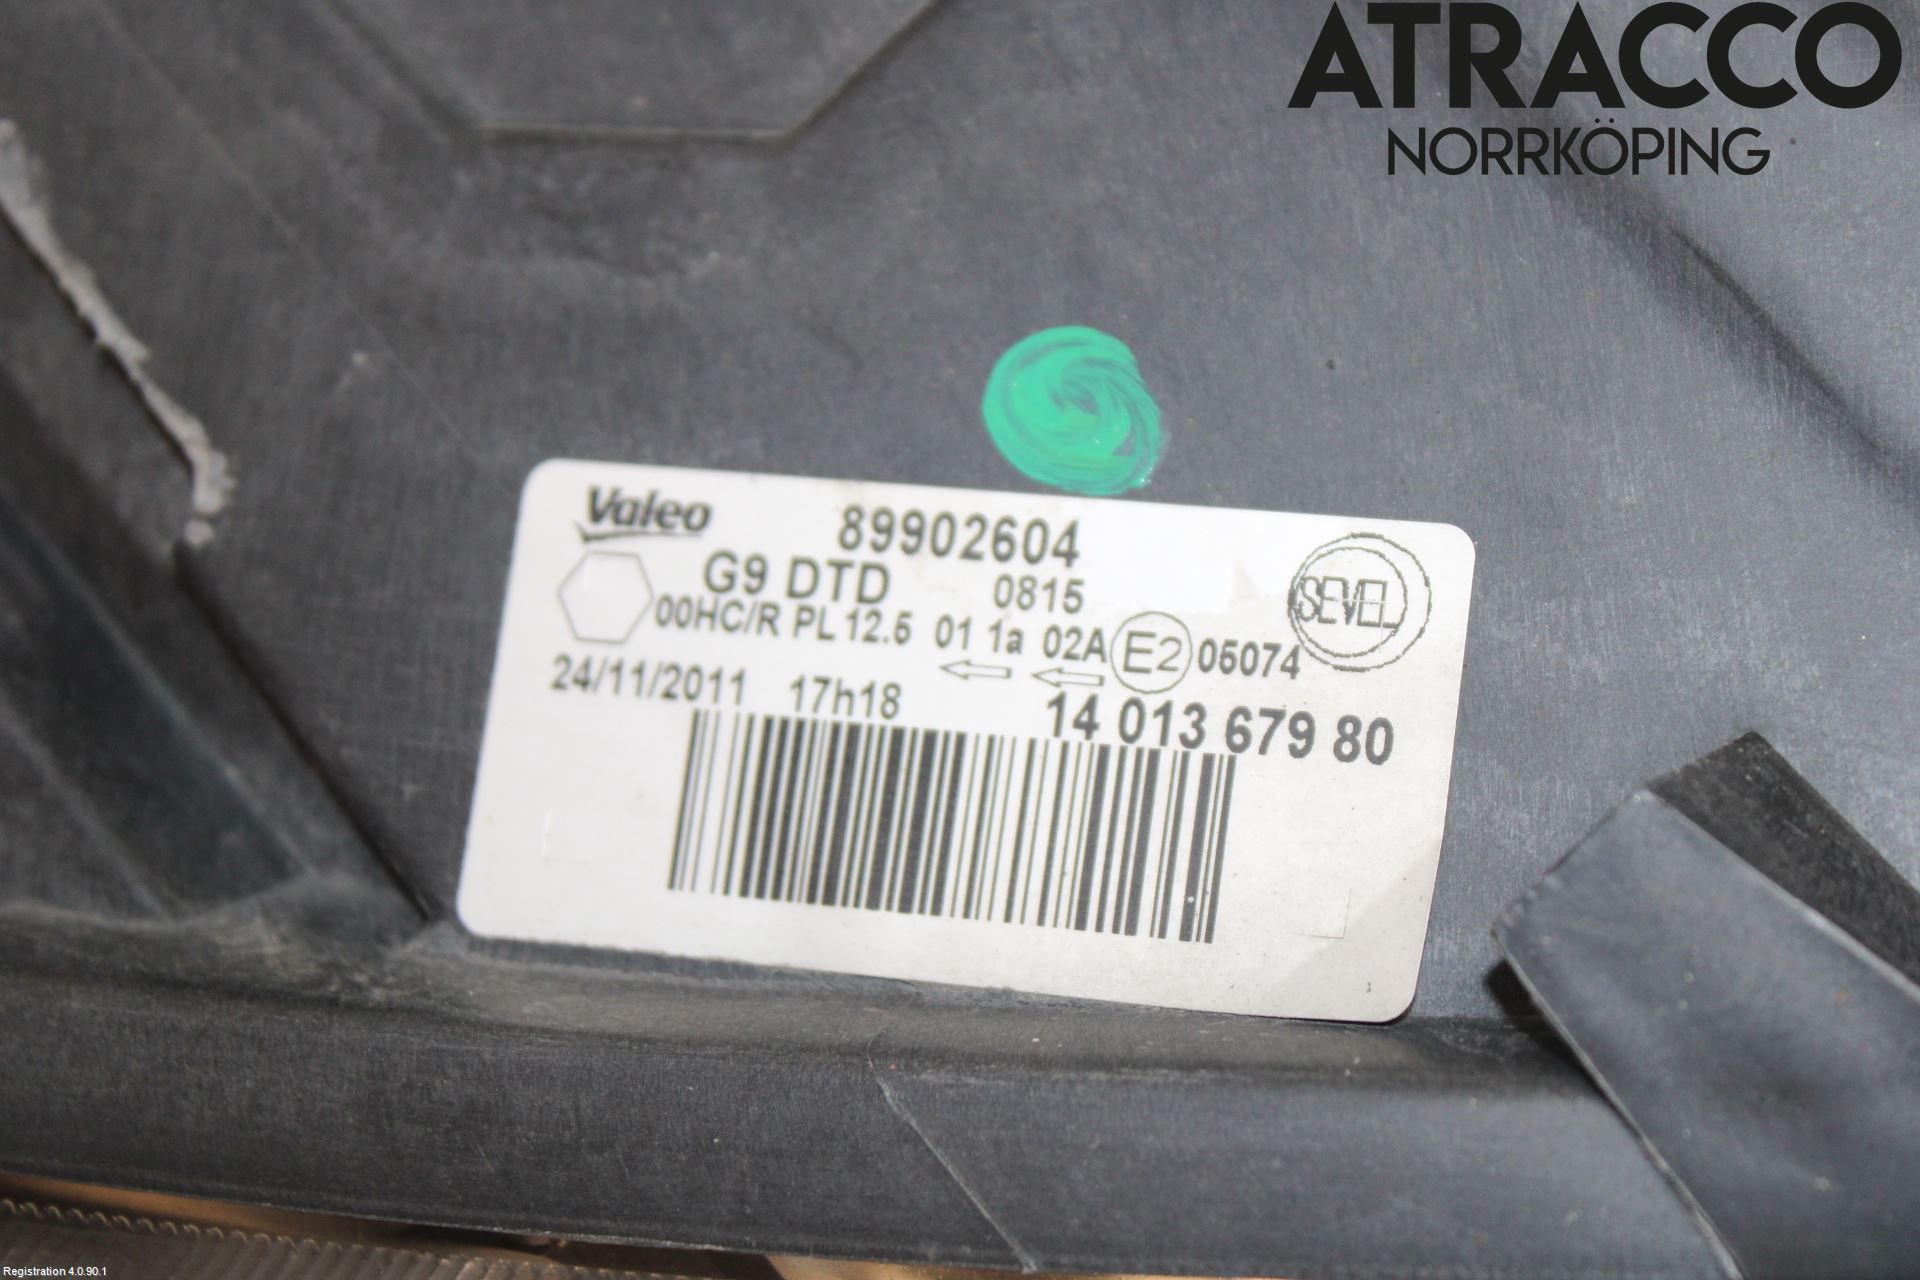 ATRACCO
NORRKÖPING
Valeo 89902604
G9 DTD 0815
SEVEL
00HC/R PL 12.5 01 1a 02A E2 05074
24/11/2011 17h18
14 013 679 80
1
Registration 4.0.90.1